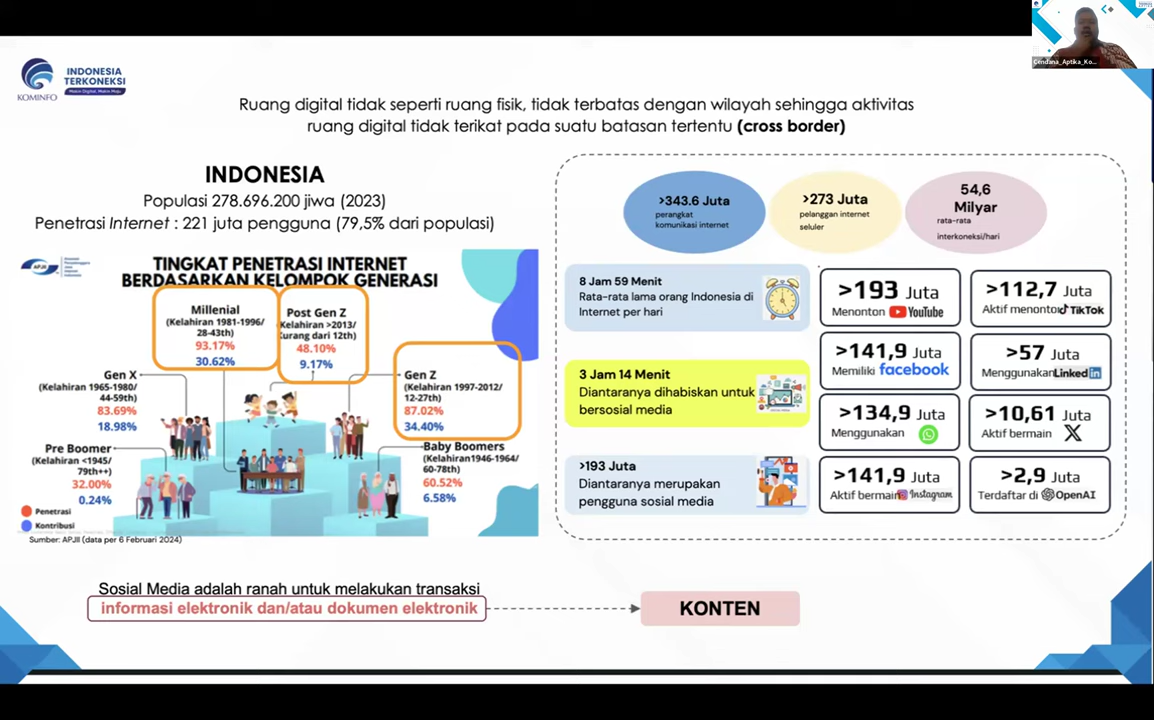 Cendana_Aptika_Ko...
KOMINFO
INDONESIA
TERKONEKSI
Makin Digital, Makin Maju
Ruang digital tidak seperti ruang fisik, tidak terbatas dengan wilayah sehingga aktivitas
ruang digital tidak terikat pada suatu batasan tertentu (cross border)
INDONESIA
Populasi 278.696.200 jiwa (2023)
Penetrasi Internet : 221 juta pengguna (79,5% dari populasi)
APJII
TINGKAT PENETRASI INTERNET
BERDASARKAN KELOMPOK GENERASI
Millenial
(Kelahiran 1981-1996/
28-43th)
93.17%
30.62%
Post Gen Z
(Kelahiran >2013/
Kurang dari 12th)
48.10%
9.17%
Gen X
(Kelahiran 1965-1980/
44-59th)
83.69%
18.98%
Gen Z
(Kelahiran 1997-2012/
12-27th)
87.02%
34.40%
Pre Boomer
(Kelahiran <1945/
79th++)
32.00%
0.24%
Baby Boomers
(Kelahiran1946-1964/
60-78th)
60.52%
6.58%
Penetrasi
Kontribusi
Sumber: APJII (data per 6 Februari 2024)
>343.6 Juta
perangkat
komunikasi internet
>273 Juta
pelanggan internet
seluler
54,6
Milyar
rata-rata
interkoneksi/hari
8 Jam 59 Menit
Rata-rata lama orang Indonesia di
Internet per hari
3 Jam 14 Menit
Diantaranya dihabiskan untuk
bersosial media
>193 Juta
Diantaranya merupakan
pengguna sosial media
>193 Juta
Menonton YouTube
>112,7 Juta
Aktif menonton TikTok
>141,9 Juta
Memiliki facebook
>57 Juta
Menggunakan Linkedin
>134,9 Juta
Menggunakan
>10,61 Juta
Aktif bermain X
>141,9 Juta
Aktif bermain Instagram
>2,9 Juta
Terdaftar di OpenAI
Sosial Media adalah ranah untuk melakukan transaksi
informasi elektronik dan/atau dokumen elektronik
KONTEN